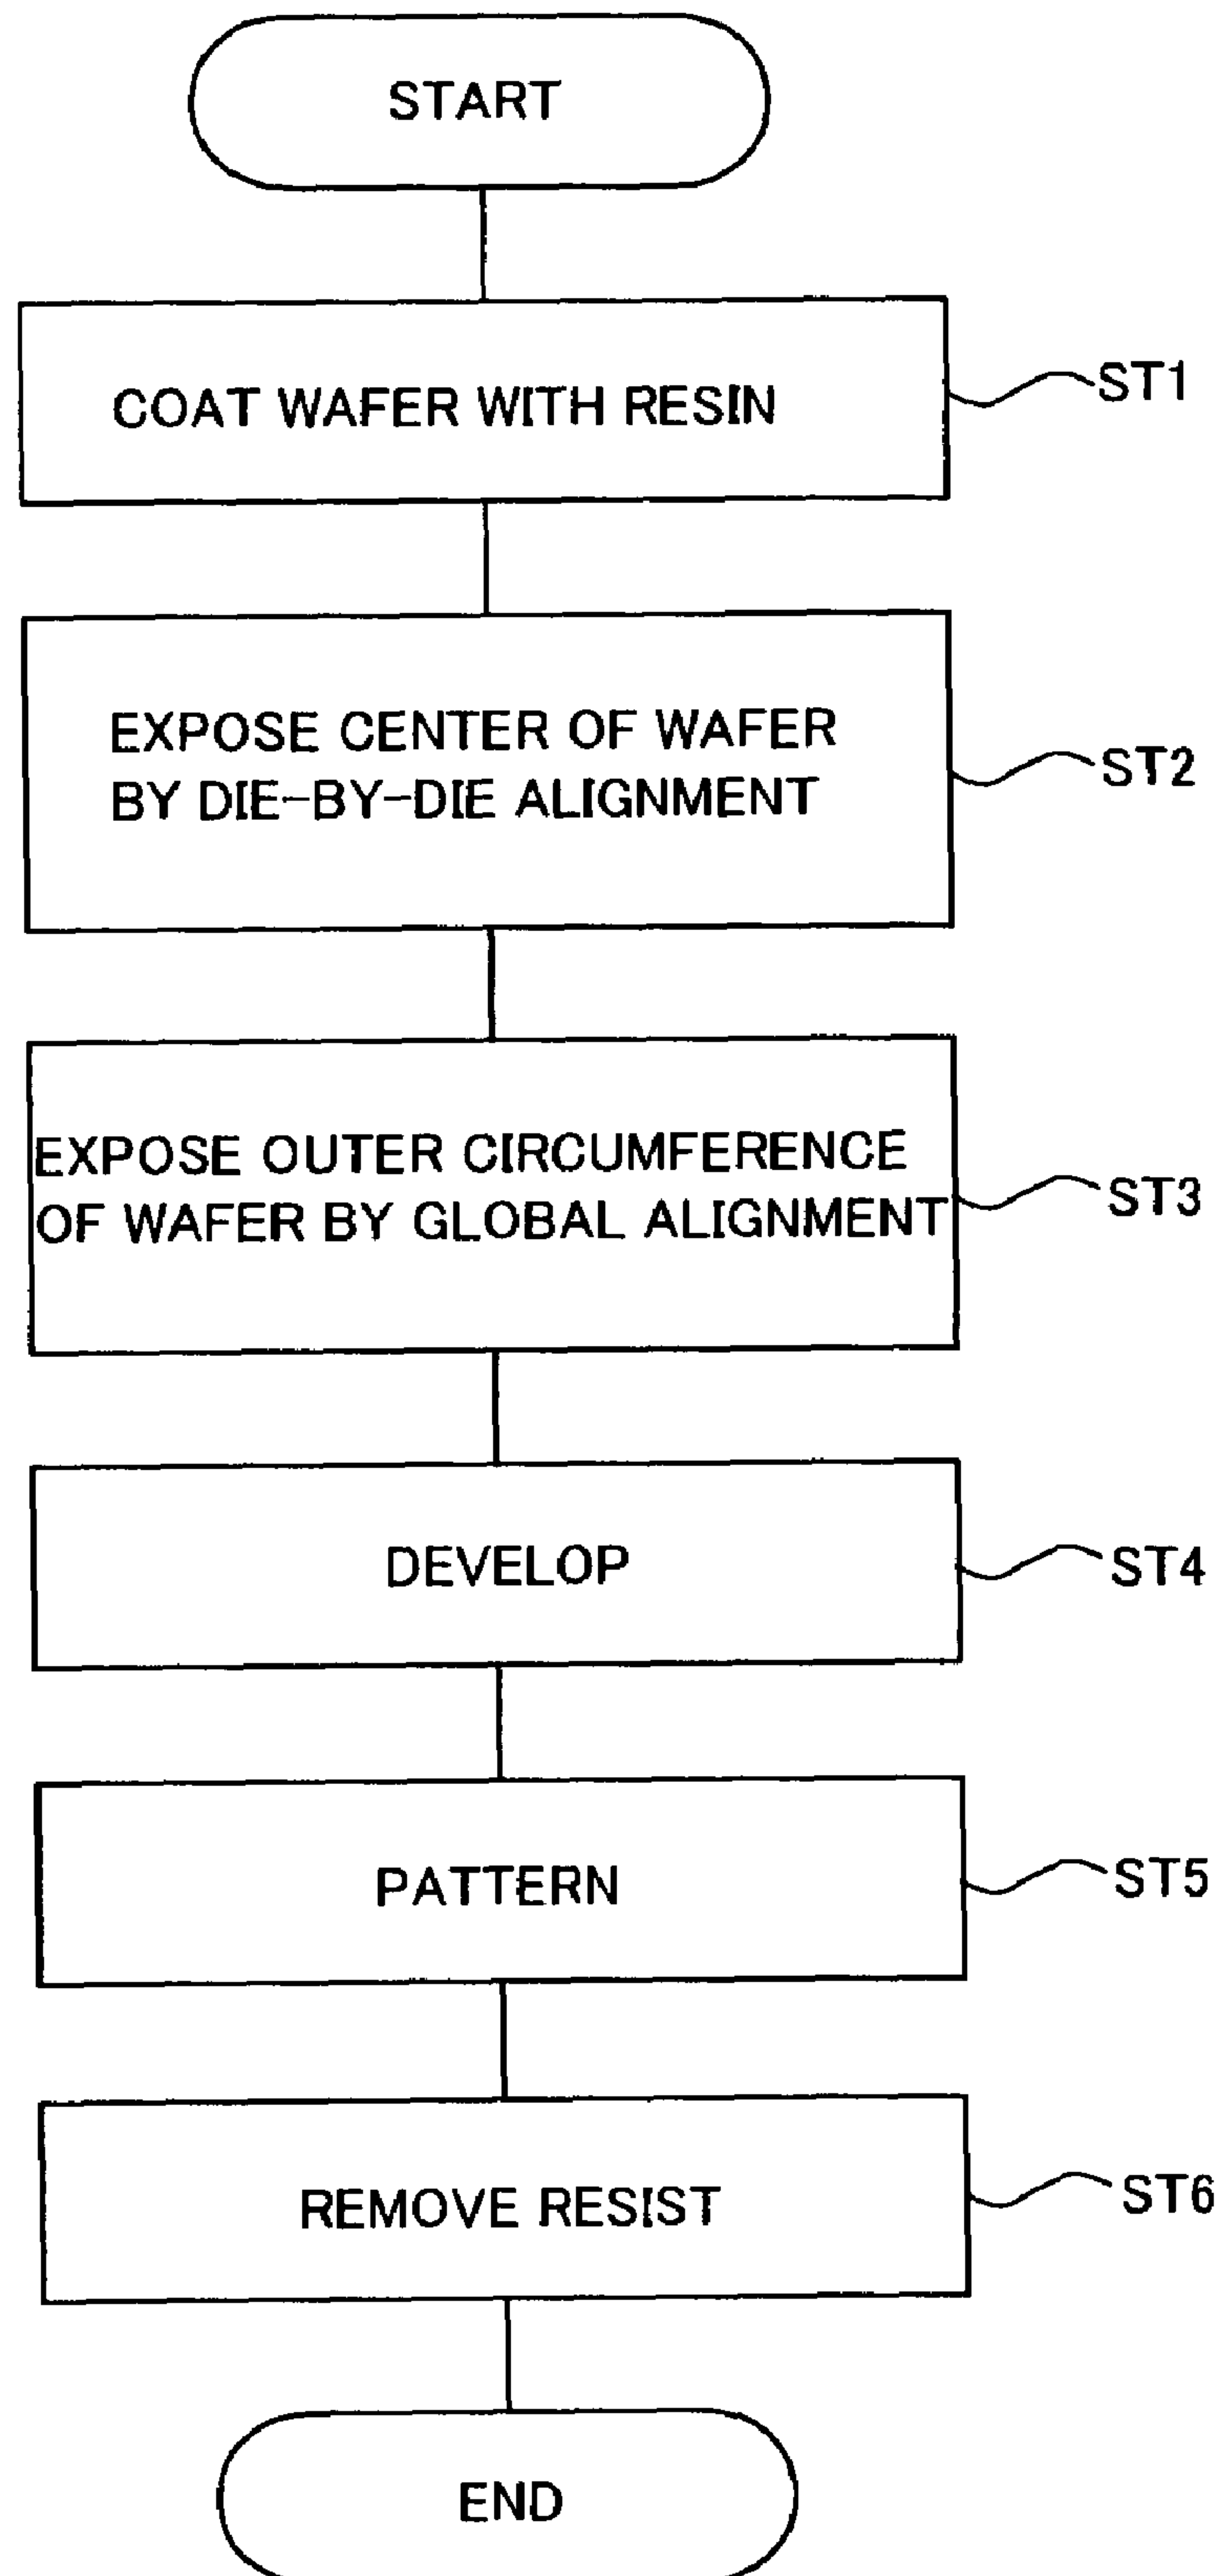 START
COAT WAFER WITH RESIN
ST1
EXPOSE CENTER OF WAFER
BY DIE-BY-DIE ALIGNMENT
ST2
EXPOSE OUTER CIRCUMFERENCE
OF WAFER BY GLOBAL ALIGNMENT
ST3
DEVELOP
ST4
PATTERN
ST5
REMOVE RESIST
ST6
END